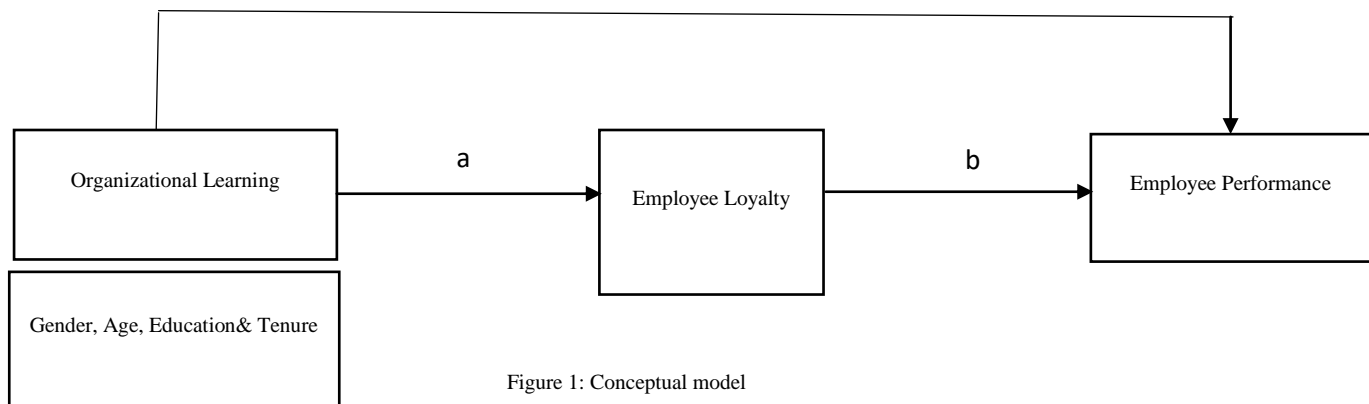 a
b
Organizational Learning
Employee Loyalty
Employee Performance
Gender, Age, Education& Tenure
Figure 1: Conceptual model